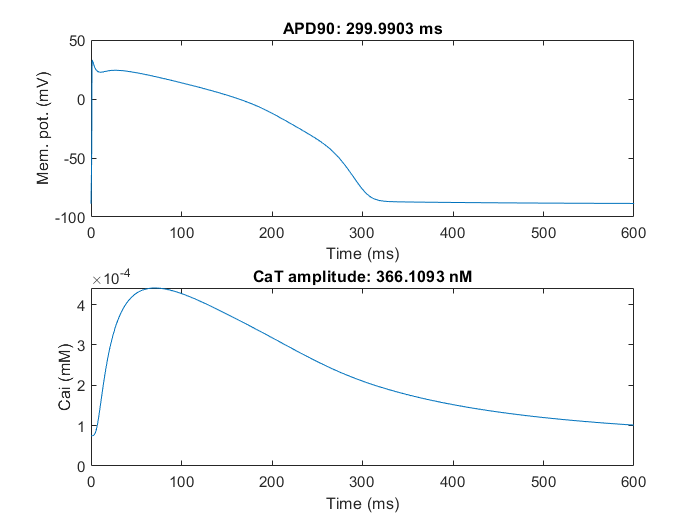 APD90: 299.9903 ms
50
0
-50
-100
Mem. pot. (mV)
0 100 200 300 400 500 600
Time (ms)
CaT amplitude: 366.1093 nM
×10-4
4
3
2
1
0
Cai (mM)
0 100 200 300 400 500 600
Time (ms)